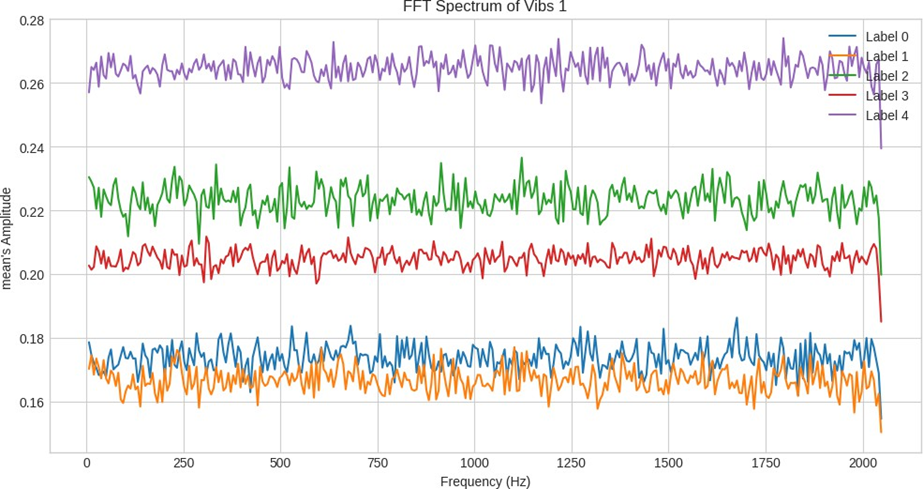 FFT Spectrum of Vibs 1
0.28
0.26
0.24
0.22
0.20
0.18
0.16
mean's Amplitude
Label 0
Label 1
Label 2
Label 3
Label 4
0 250 500 750 1000 1250 1500 1750 2000
Frequency (Hz)